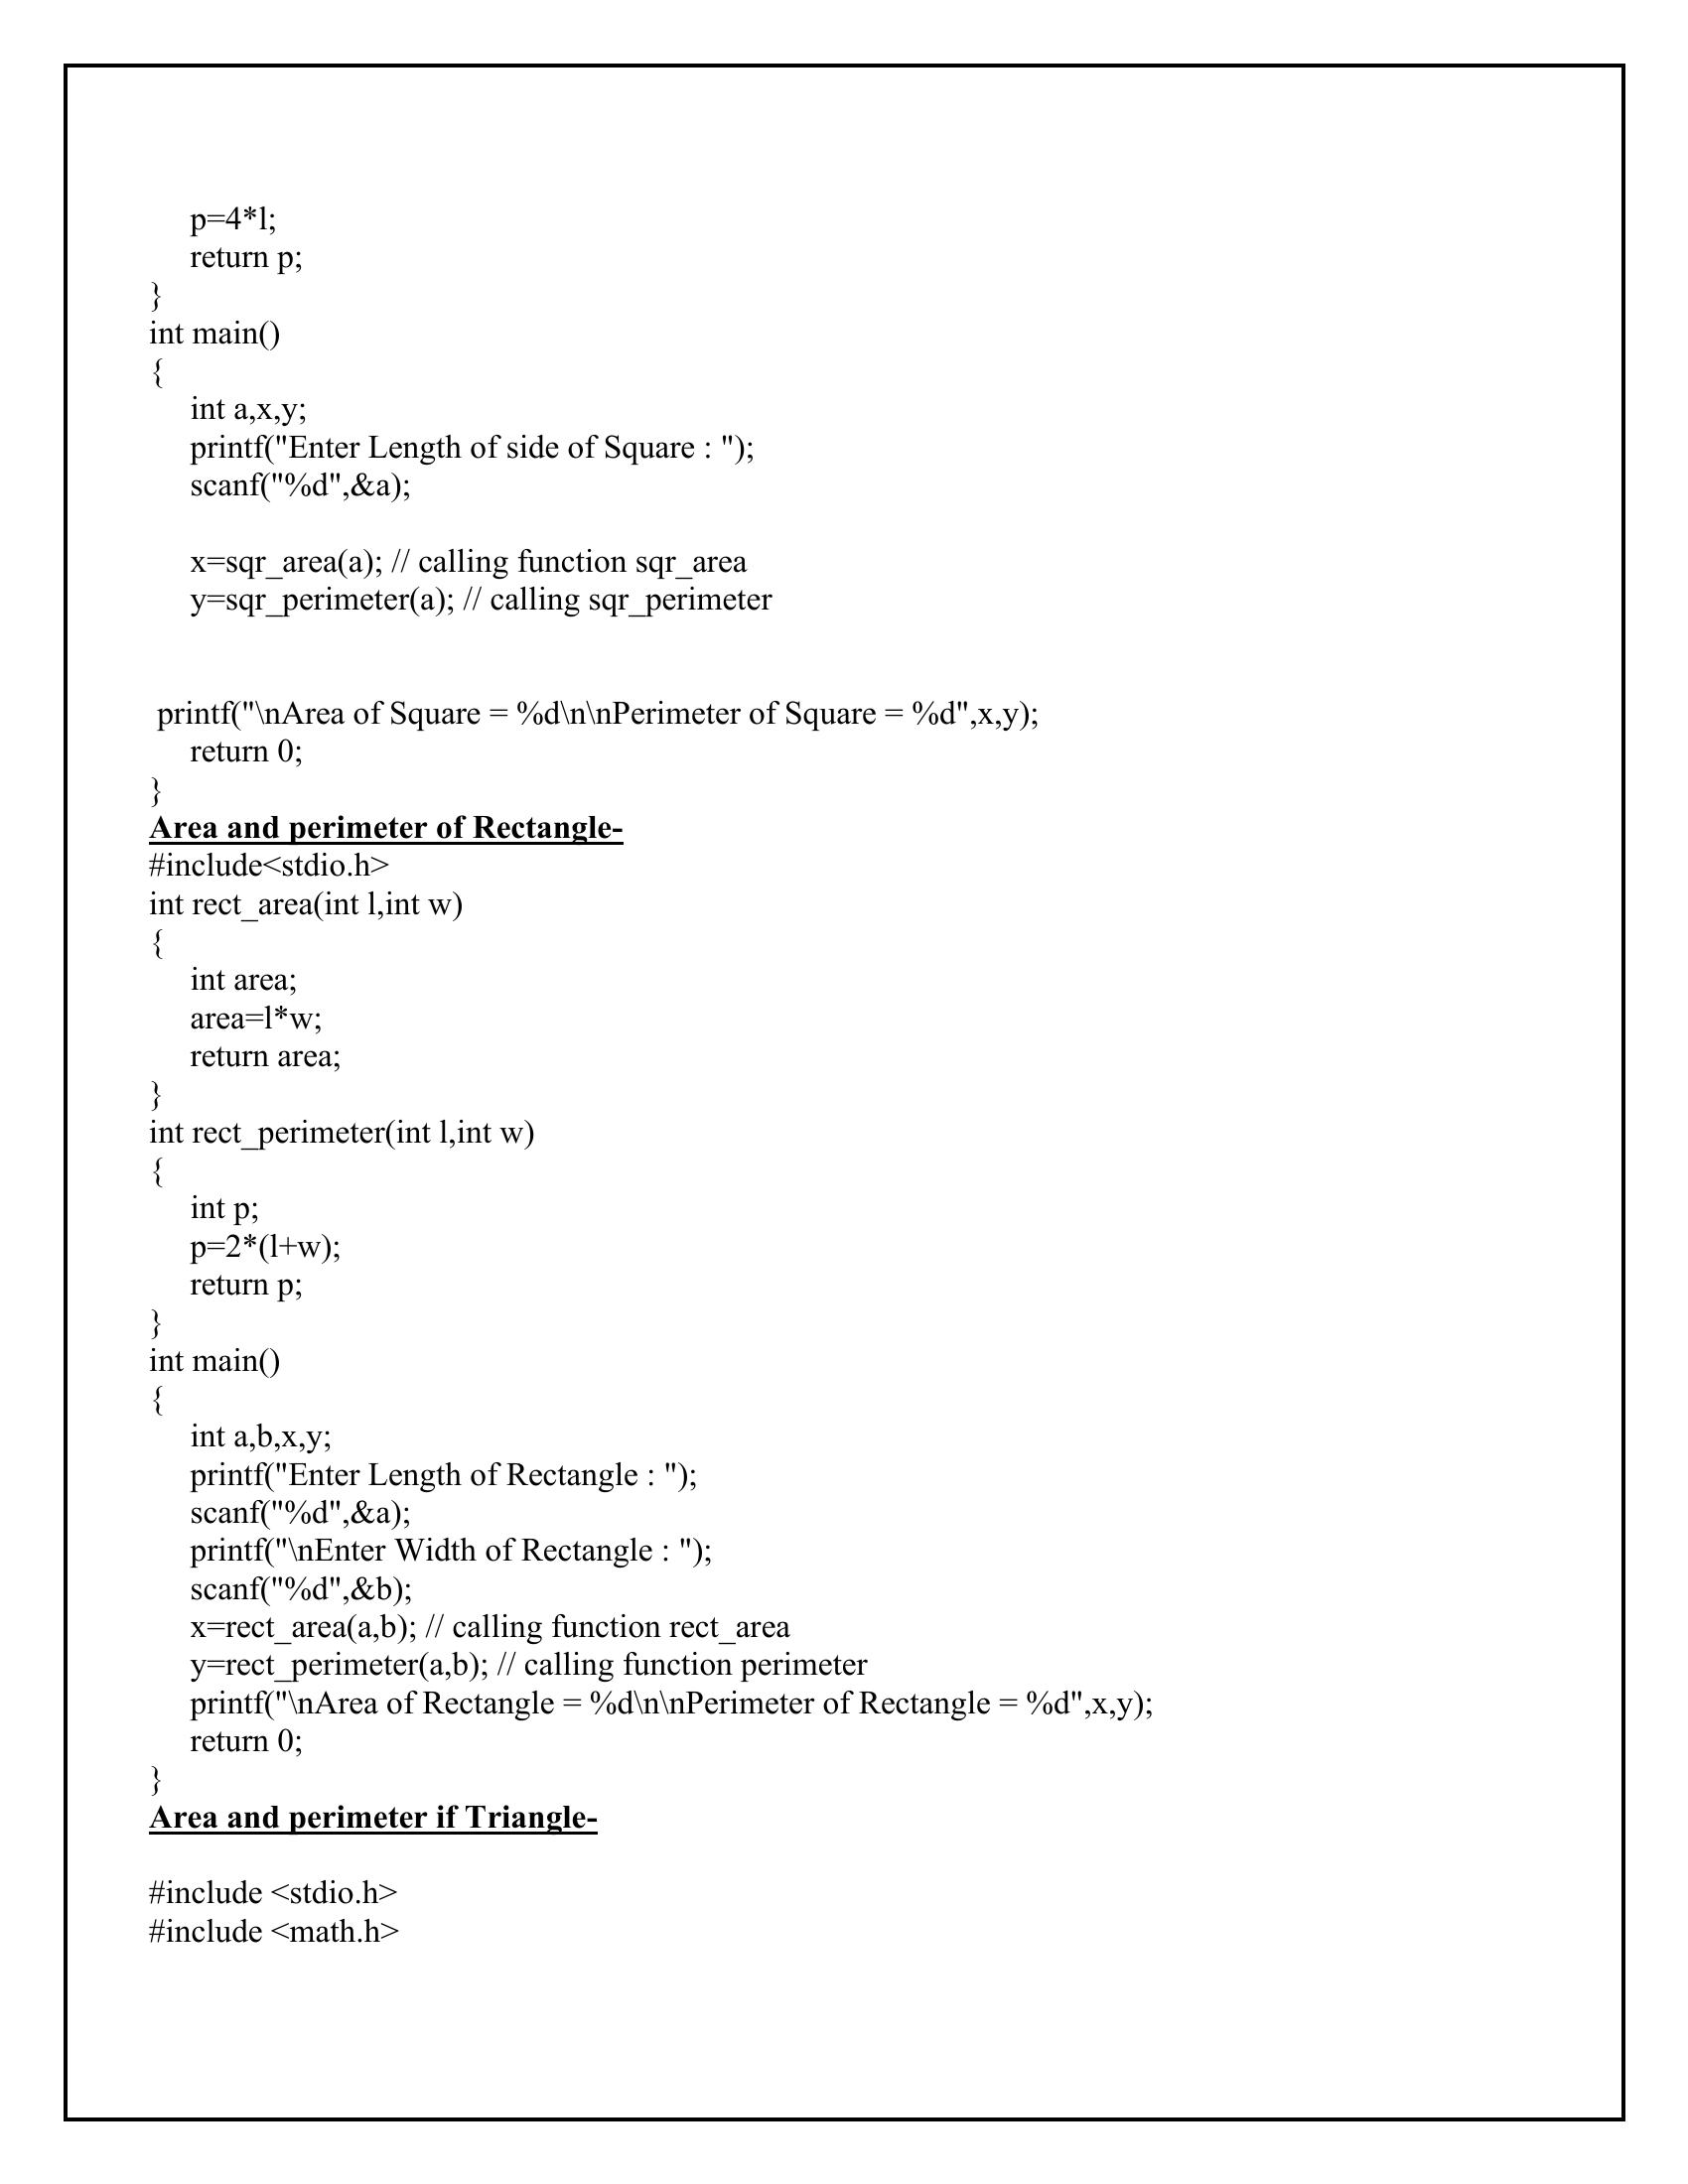 p=4*l;
return p;
}
int main()
{
int a,x,y;
printf("Enter Length of side of Square : ");
scanf("%d",&a);
x=sqr_area(a); // calling function sqr_area
y=sqr_perimeter(a); // calling sqr_perimeter
printf("\nArea of Square = %d\n\nPerimeter of Square = %d",x,y);
return 0;
}
Area and perimeter of Rectangle-
#include<stdio.h>
int rect_area(int l,int w)
{
int area;
area=l*w;
return area;
}
int rect_perimeter(int l,int w)
{
int p;
p=2*(l+w);
return p;
}
int main()
{
int a,b,x,y;
printf("Enter Length of Rectangle : ");
scanf("%d",&a);
printf("\nEnter Width of Rectangle : ");
scanf("%d",&b);
x=rect_area(a,b); // calling function rect_area
y=rect_perimeter(a,b); // calling function perimeter
printf("\nArea of Rectangle = %d\n\nPerimeter of Rectangle = %d",x,y);
return 0;
}
Area and perimeter if Triangle-
#include <stdio.h>
#include <math.h>